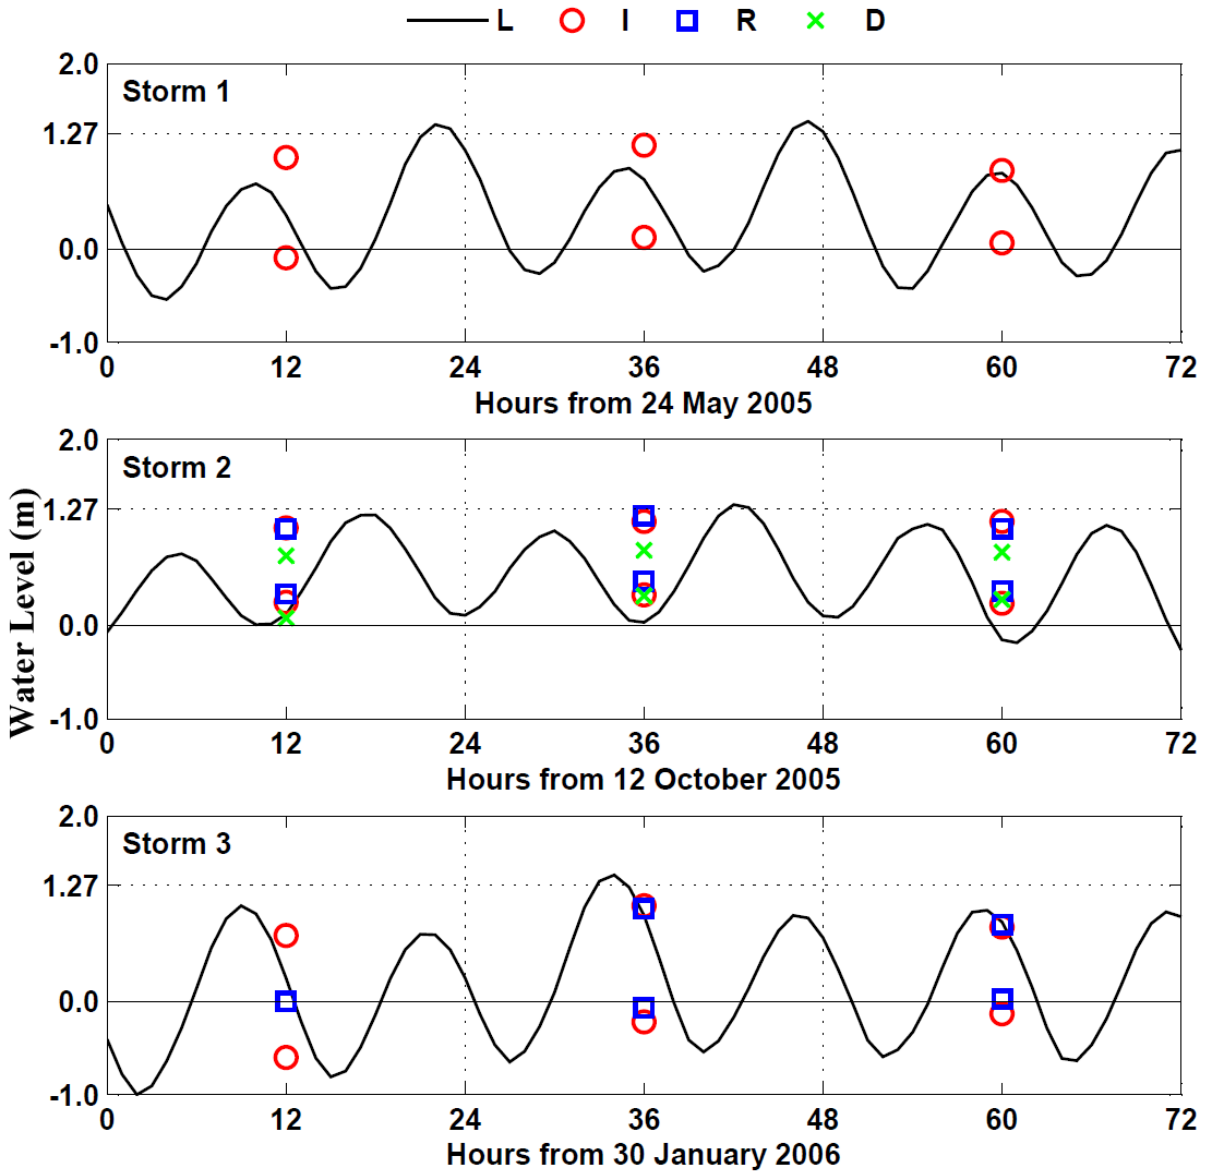 L I R D
2.0
Storm 1
1.27
0.0
-1.0
0 12 24 36 48 60 72
Hours from 24 May 2005
2.0
Storm 2
1.27
Water Level (m)
0.0
-1.0
0 12 24 36 48 60 72
Hours from 12 October 2005
2.0
Storm 3
1.27
0.0
-1.0
0 12 24 36 48 60 72
Hours from 30 January 2006